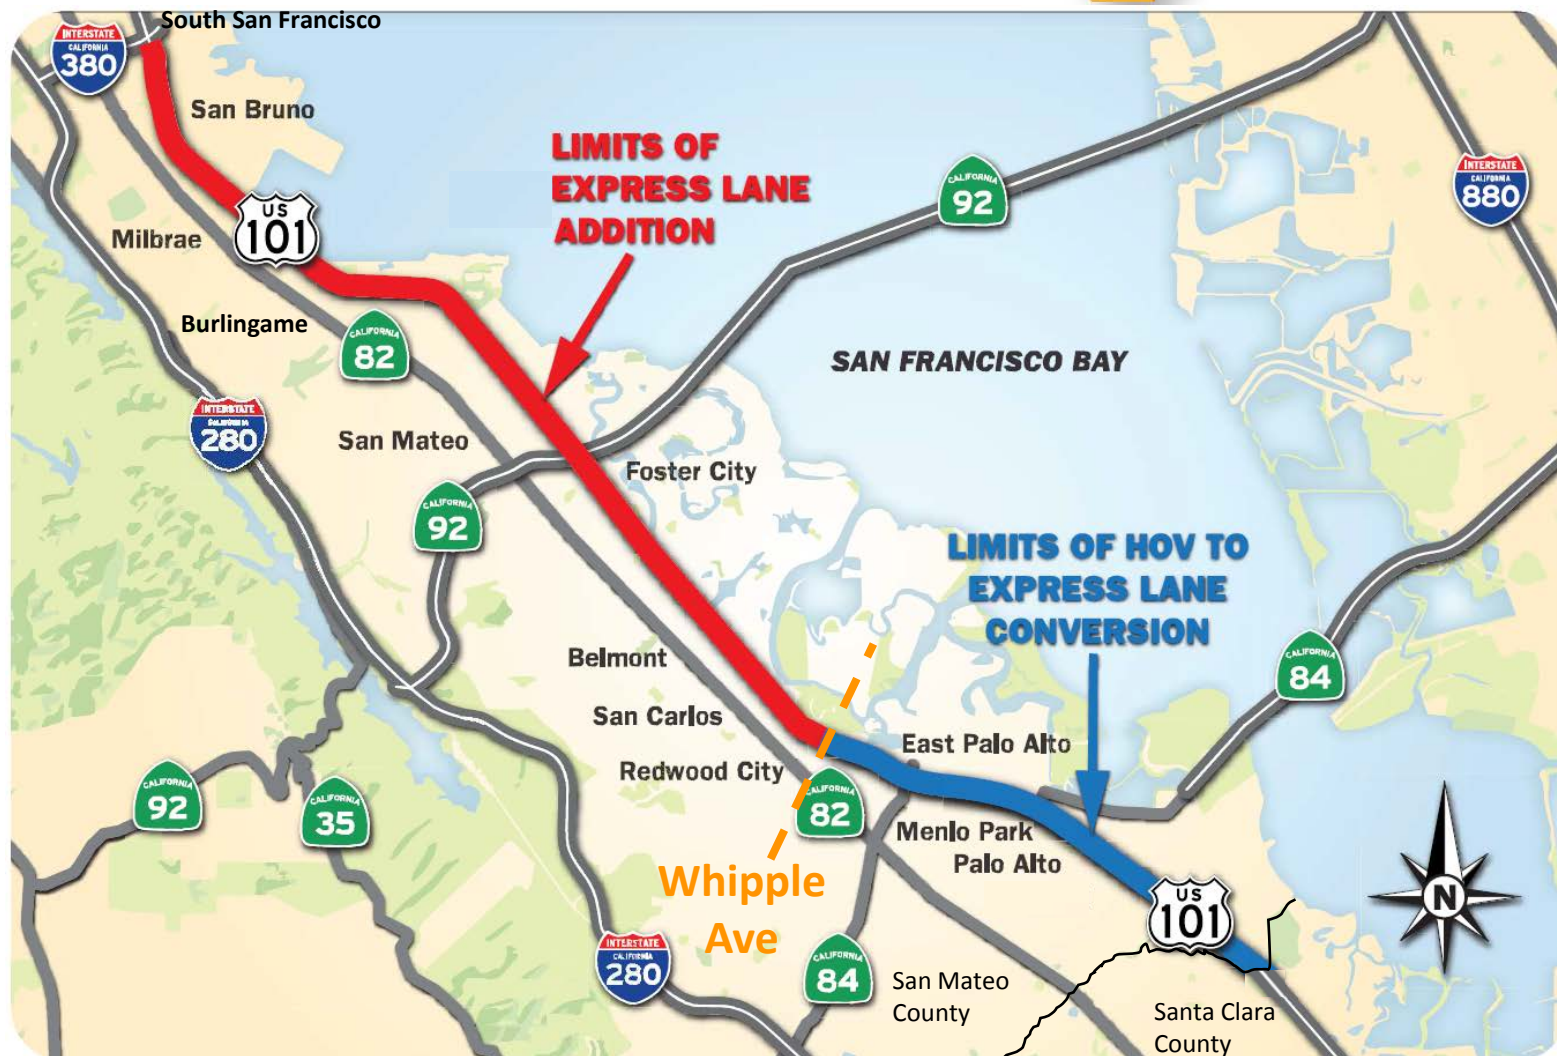 South San Francisco
INTERSTATE
CALIFORNIA
380
San Bruno
LIMITS OF
EXPRESS LANE
ADDITION
CALIFORNIA
92
INTERSTATE
CALIFORNIA
880
US
101
Milbrae
Burlingame
CALIFORNIA
82
SAN FRANCISCO BAY
INTERSTATE
CALIFORNIA
280
San Mateo
Foster City
CALIFORNIA
92
LIMITS OF HOV TO
EXPRESS LANE
CONVERSION
Belmont
CALIFORNIA
84
San Carlos
East Palo Alto
Redwood City
CALIFORNIA
92
CALIFORNIA
35
CALIFORNIA
82
Menlo Park
Palo Alto
Whipple
Ave
US
101
N
INTERSTATE
CALIFORNIA
280
CALIFORNIA
84
San Mateo
County
Santa Clara
County